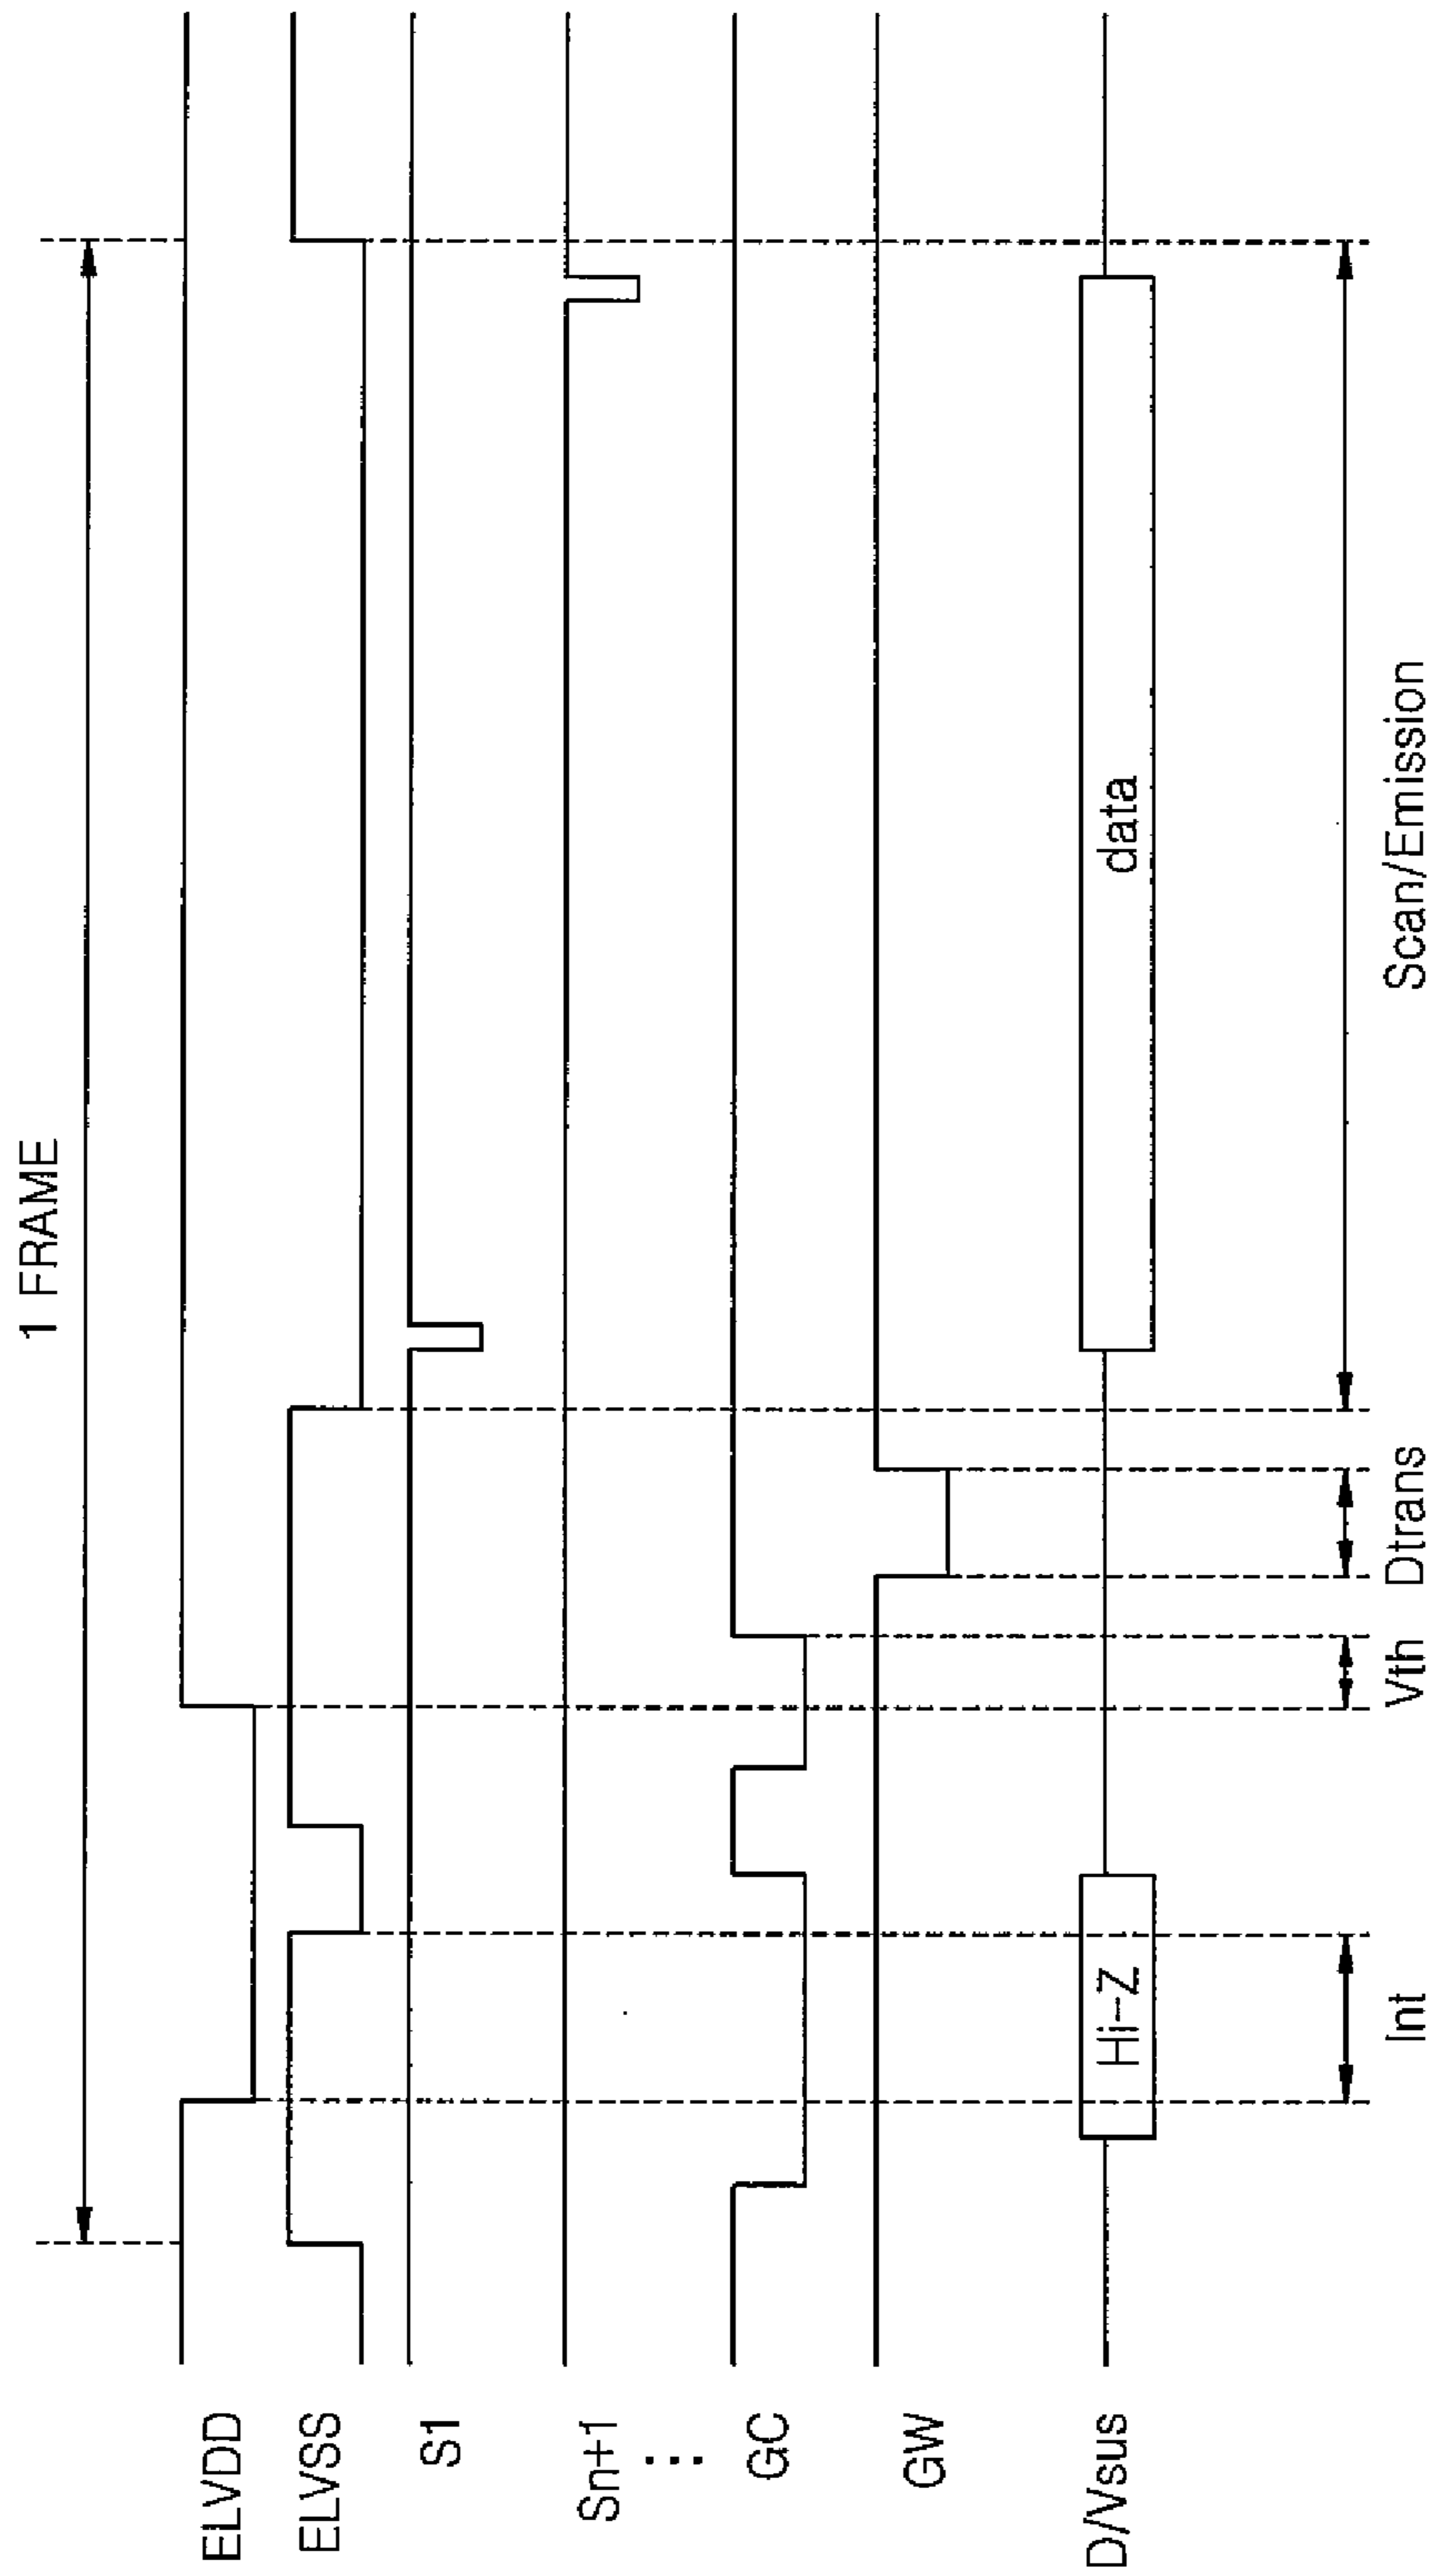 1 FRAME
ELVDD
ELVSS
S1
Sn+1
⋮
GC
GW
D/Vsus
Hi-Z
data
Int
Vth
Dtrans
Scan/Emission